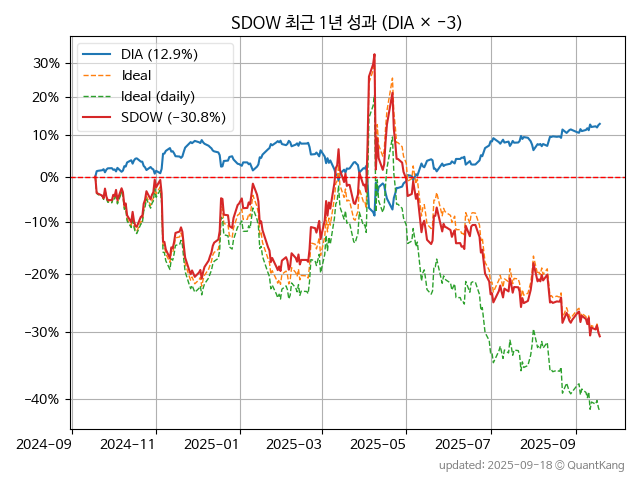 SDOW 최근 1년 성과 (DIA × −3)
DIA (12.9%)
Ideal
Ideal (daily)
SDOW (−30.8%)
30%
20%
10%
0%
−10%
−20%
−30%
−40%
2024-09 2024-11 2025-01 2025-03 2025-05 2025-07 2025-09
updated: 2025-09-18 © QuantKang